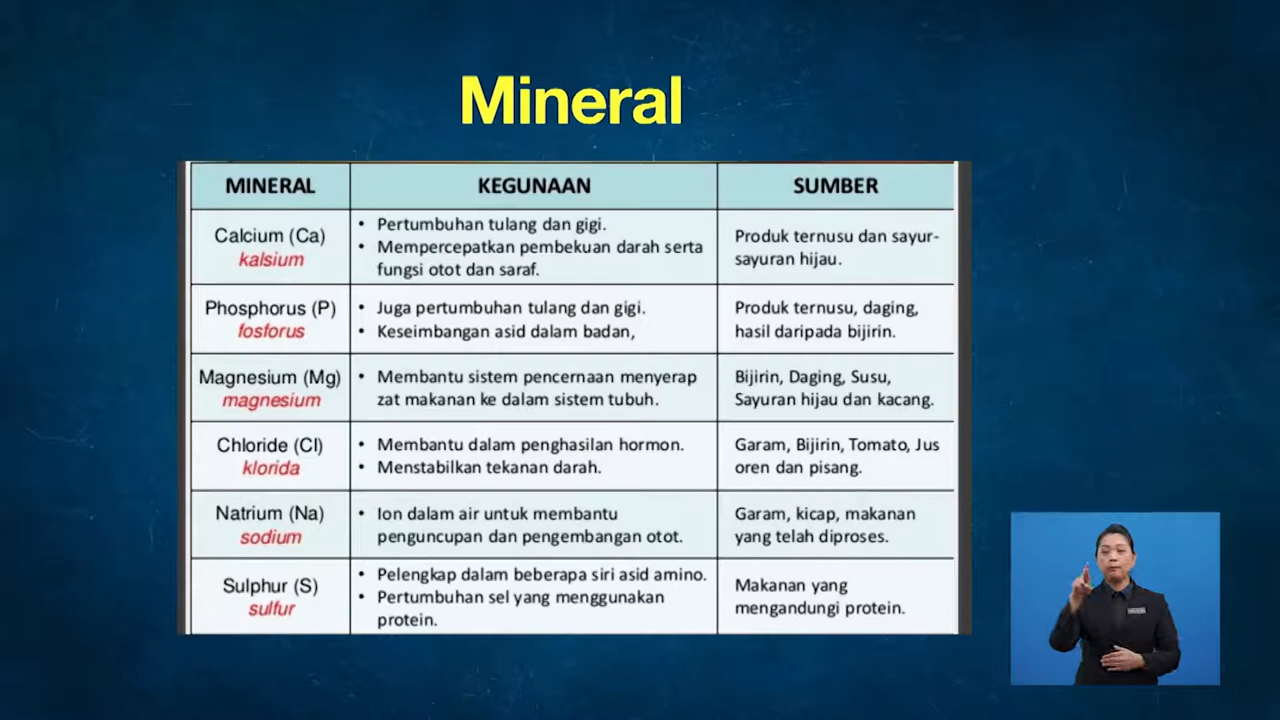 Mineral
MINERAL KEGUNAAN SUMBER
Calcium (Ca)
kalsium
• Pertumbuhan tulang dan gigi.
• Mempercepatkan pembekuan darah serta
fungsi otot dan saraf.
Produk ternusu dan sayur-
sayuran hijau.
Phosphorus (P)
fosforus
• Juga pertumbuhan tulang dan gigi.
• Keseimbangan asid dalam badan,
Produk ternusu, daging,
hasil daripada bijirin.
Magnesium (Mg)
magnesium
• Membantu sistem pencernaan menyerap
zat makanan ke dalam sistem tubuh.
Bijirin, Daging, Susu,
Sayuran hijau dan kacang.
Chloride (Cl)
klorida
• Membantu dalam penghasilan hormon.
• Menstabilkan tekanan darah.
Garam, Bijirin, Tomato, Jus
oren dan pisang.
Natrium (Na)
sodium
• Ion dalam air untuk membantu
penguncupan dan pengembangan otot.
Garam, kicap, makanan
yang telah diproses.
Sulphur (S)
sulfur
• Pelengkap dalam beberapa siri asid amino.
• Pertumbuhan sel yang menggunakan
protein.
Makanan yang
mengandungi protein.